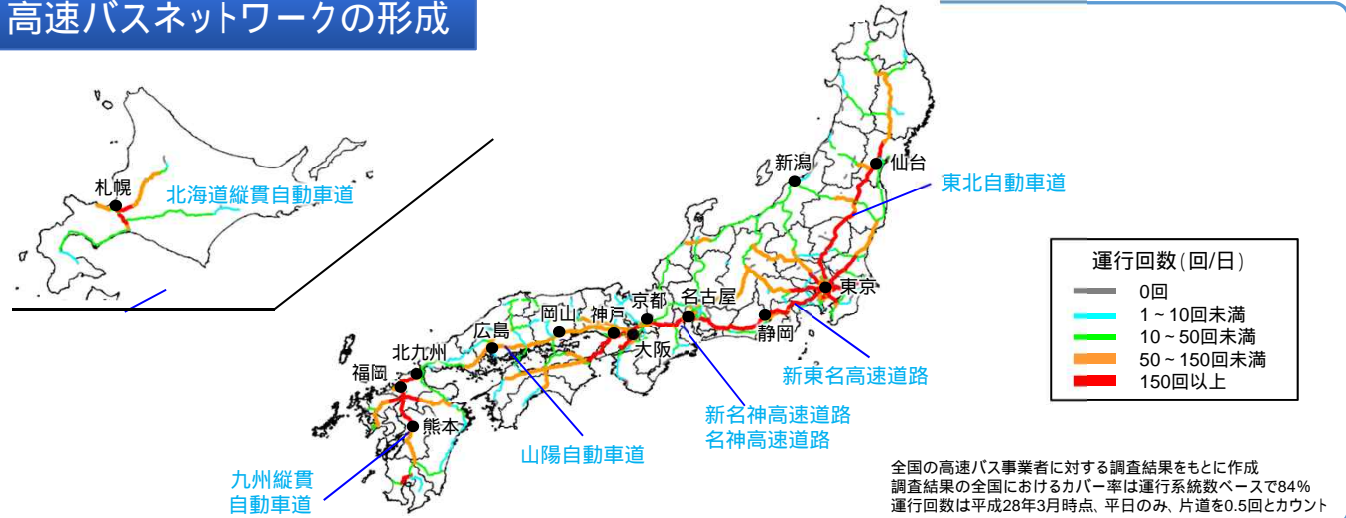 高速バスネットワークの形成
札幌
北海道縦貫自動車道
新潟
仙台
東北自動車道
運行回数(回/日)
0回
1~10回未満
10~50回未満
50~150回未満
150回以上
東京
名古屋
京都
静岡
岡山
神戸
広島
大阪
北九州
福岡
熊本
新東名高速道路
新名神高速道路
名神高速道路
山陽自動車道
九州縦貫
自動車道
全国の高速バス事業者に対する調査結果をもとに作成
調査結果の全国におけるカバー率は運行系統数ベースで84%
運行回数は平成28年3月時点、平日のみ、片道を0.5回とカウント